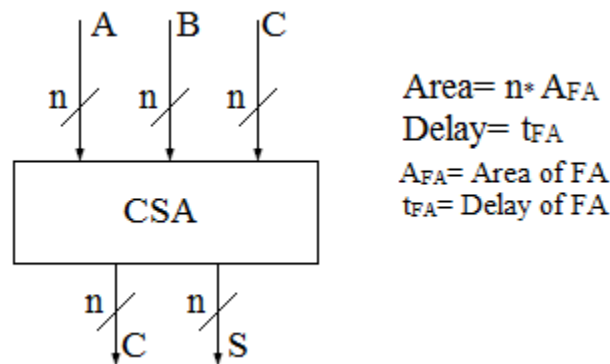 A B C
n n n
CSA
n n
C S
Area= n* AFA
Delay= tFA
AFA= Area of FA
tFA= Delay of FA